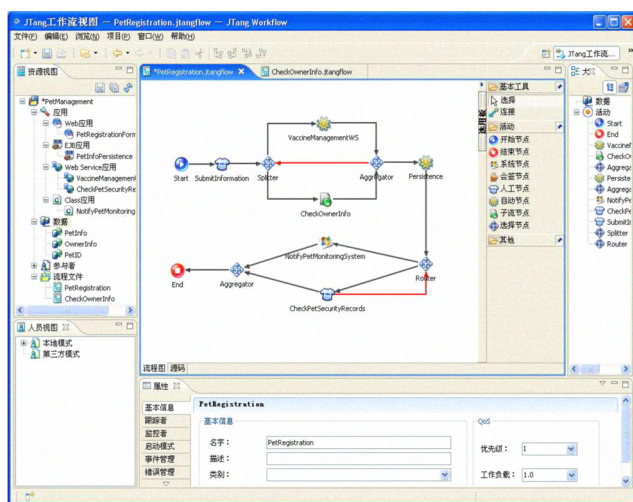 JTang工作流视图 — PetRegistration.jtangflow — JTang Workflow
文件(F) 编辑(E) 浏览(N) 项目(P) 窗口(W) 帮助(H)
JTang工作流...
资源视图
*PetManagement
应用
Web应用
PetRegistrationForm
EJB应用
PetInfoPersistence
Web Service应用
VaccineManagement
CheckPetSecurityRe
Class应用
NotifyPetMonitoring
数据
PetInfo
OwnerInfo
PetID
参与者
流程文件
PetRegistration
CheckOwnerInfo
人员视图
本地模式
第三方模式
*PetRegistration.jtangflow
CheckOwnerInfo.jtangflow
VaccineManagementWS
Start
SubmitInformation
Splitter
Aggregator
Persistence
CheckOwnerInfo
NotifyPetMonitoringSystem
End
Aggregator
Router
CheckPetSecurityRecords
流程图 源码
选用板
基本工具
选择
连接
活动
开始节点
结束节点
系统节点
会签节点
人工节点
自动节点
子流节点
选择节点
其他
大
数据
活动
Start
End
Vaccinel
CheckOw
Aggrega
Persiste
Aggrega
NotifyPe
CheckPe
SubmitIn
Splitter
Router
属性
基本信息
跟踪者
监控者
启动模式
事件管理
错误管理
PetRegistration
基本信息
名字: PetRegistration
描述:
类别:
QoS
优先级: 1
工作负载: 1.0